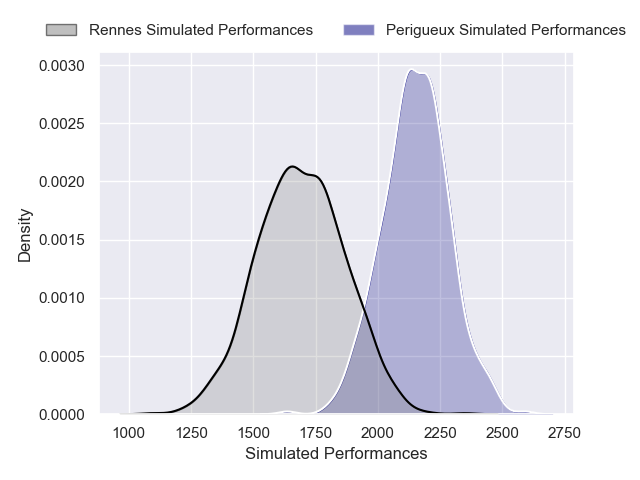 Rennes Simulated Performances Perigueux Simulated Performances
0.0030
0.0025
0.0020
0.0015
0.0010
0.0005
0.0000
Density
1000 1250 1500 1750 2000 2250 2500 2750
Simulated Performances